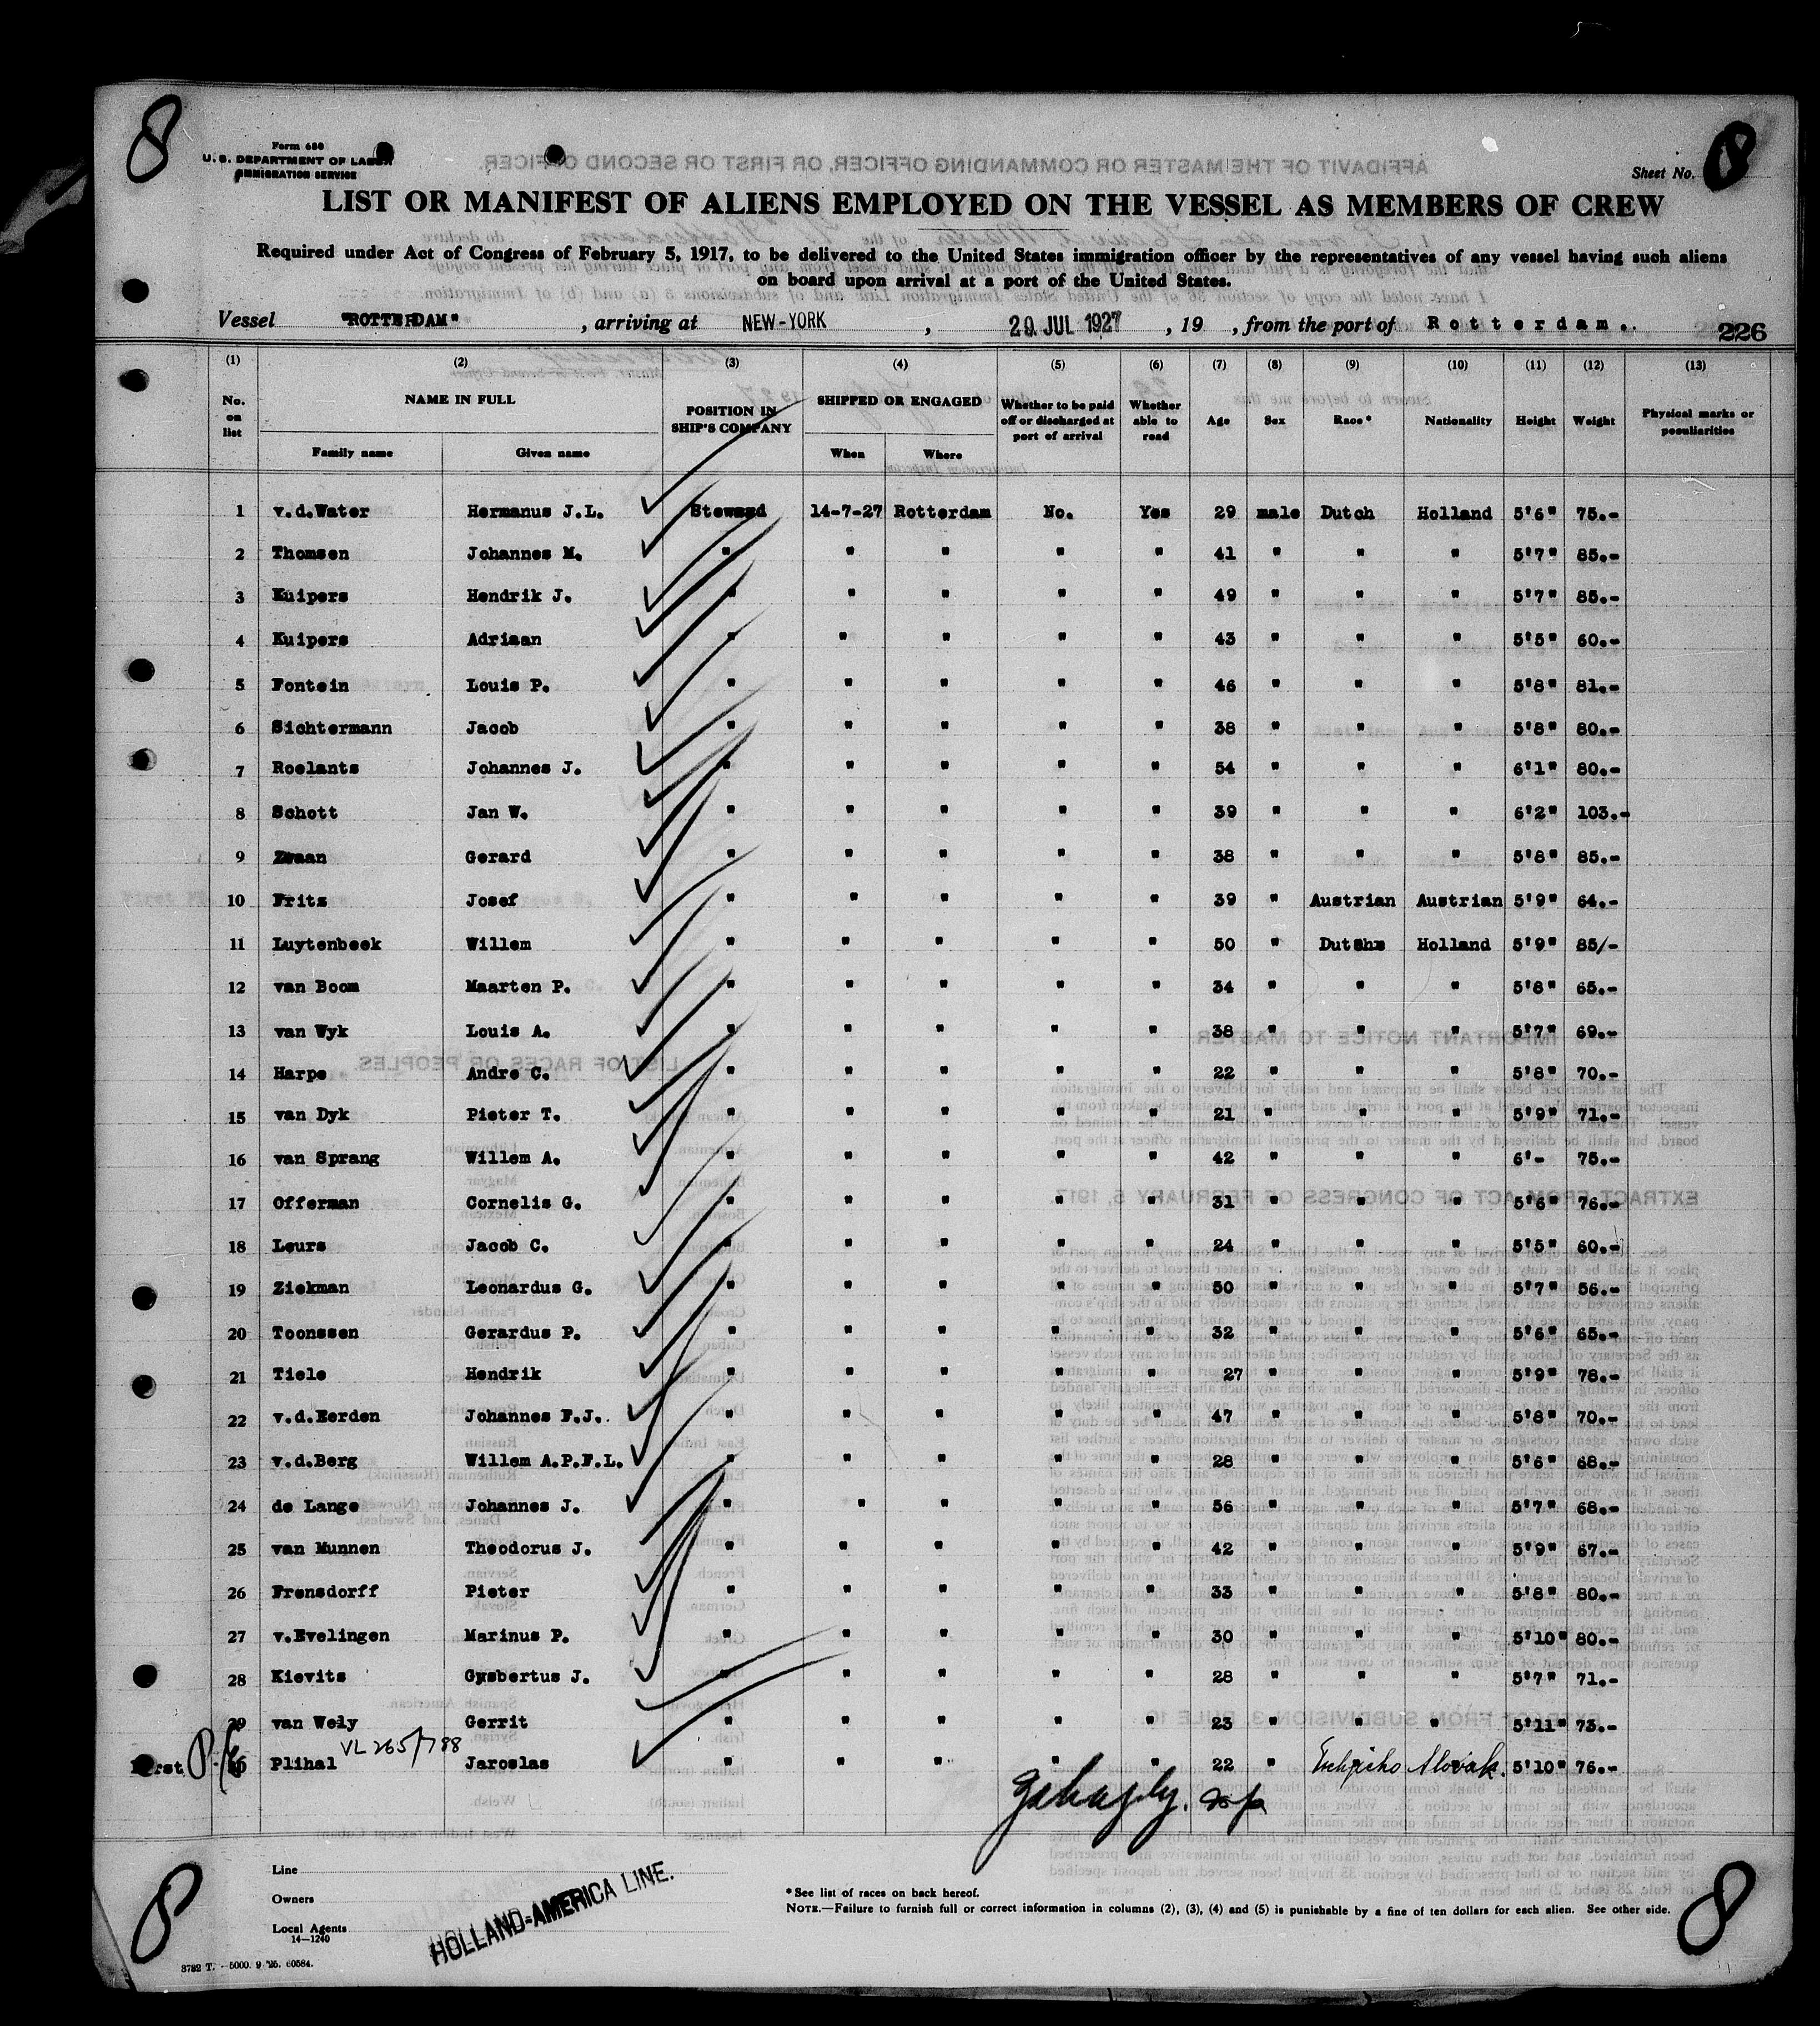 8
Form 680
U. S. DEPARTMENT OF LABOR
IMMIGRATION SERVICE
Sheet No. 8
LIST OR MANIFEST OF ALIENS EMPLOYED ON THE VESSEL AS MEMBERS OF CREW
Required under Act of Congress of February 5, 1917, to be delivered to the United States immigration officer by the representatives of any vessel having such aliens
on board upon arrival at a port of the United States.
Vessel "ROTTERDAM", arriving at NEW-YORK, 29 JUL 1927, 19 , from the port of Rotterdam.
226
(1) (2) (3) (4) (5) (6) (7) (8) (9) (10) (11) (12) (13)
No. on list NAME IN FULL Family name Given name POSITION IN SHIP'S COMPANY SHIPPED OR ENGAGED When Where Whether to be paid off or discharged at port of arrival Whether able to read Age Sex Race* Nationality Height Weight Physical marks or peculiarities
1 v.d.Water Hermanus J.L. Steward 14-7-27 Rotterdam No. Yes 29 male Dutch Holland 5'6" 75.-
2 Thomsen Johannes M. " " " " " 41 " " " 5'7" 85.-
3 Kuipers Hendrik J. " " " " " 49 " " " 5'7" 85.-
4 Kuipers Adriaan " " " " " 43 " " " 5'5" 60.-
5 Fontein Louis P. " " " " " 46 " " " 5'8" 81.-
6 Sichtermann Jacob " " " " " 38 " " " 5'8" 80.-
7 Roelants Johannes J. " " " " " 54 " " " 6'1" 80.-
8 Schott Jan W. " " " " " 39 " " " 6'2" 103.-
9 Zwaan Gerard " " " " " 38 " " " 5'8" 85.-
10 Fritz Josef " " " " " 39 " Austrian Austrian 5'9" 64.-
11 Luytenbeek Willem " " " " " 50 " Dutch Holland 5'9" 85/-
12 van Boom Maarten P. " " " " " 34 " " " 5'8" 65.-
13 van Wyk Louis A. " " " " " 38 " " " 5'7" 69.-
14 Harpe Andre C. " " " " " 22 " " " 5'8" 70.-
15 van Dyk Pieter T. " " " " " 21 " " " 5'9" 71.-
16 van Sprang Willem A. " " " " " 42 " " " 6'- 75.-
17 Offerman Cornelis G. " " " " " 31 " " " 5'6" 76.-
18 Leurs Jacob C. " " " " " 24 " " " 5'5" 60.-
19 Ziekman Leonardus G. " " " " " 50 " " " 5'7" 56.-
20 Toonssen Gerardus P. " " " " " 32 " " " 5'6" 65.-
21 Tiele Hendrik " " " " " 27 " " " 5'9" 78.-
22 v.d.Eerden Johannes F.J. " " " " " 47 " " " 5'8" 70.-
23 v.d.Berg Willem A.P.F.L. " " " " " 28 " " " 5'6" 68.-
24 de Lange Johannes J. " " " " " 56 " " " 5'7" 68.-
25 van Munnen Theodorus J. " " " " " 42 " " " 5'9" 67.-
26 Frensdorff Pieter " " " " " 33 " " " 5'8" 80.-
27 v.Evelingen Marinus P. " " " " " 30 " " " 5'10" 80.-
28 Kievits Gysbertus J. " " " " " 28 " " " 5'7" 71.-
29 van Wely Gerrit " " " " " 23 " " " 5'11" 73.-
VL 265/788
30 Plihal Jaroslas " " " " " 22 " Slovak. 5'10" 76.-
Line
Owners
Local Agents
HOLLAND-AMERICA LINE.
14—1240
3782 T. - 5000. 9 '25. 60584.
*See list of races on back hereof.
NOTE.—Failure to furnish full or correct information in columns (2), (3), (4) and (5) is punishable by a fine of ten dollars for each alien. See other side.
8
8